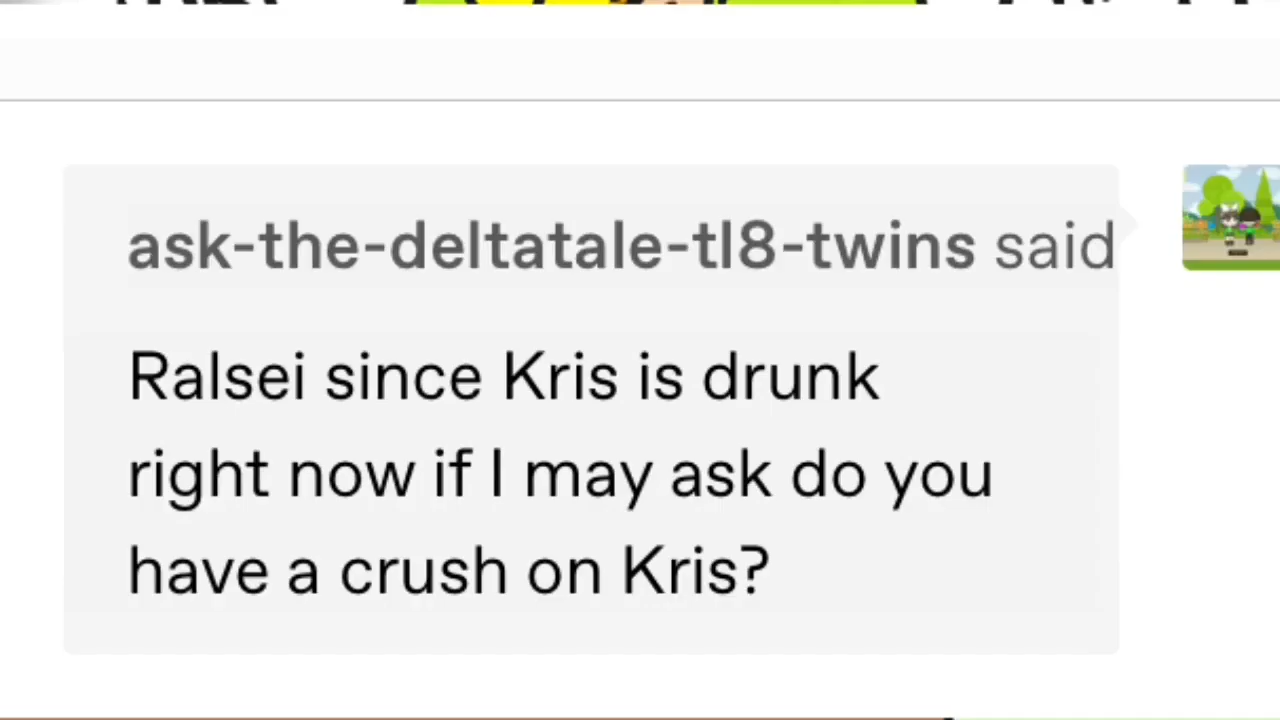 ask-the-deltatale-tl8-twins said
Ralsei since Kris is drunk
right now if I may ask do you
have a crush on Kris?